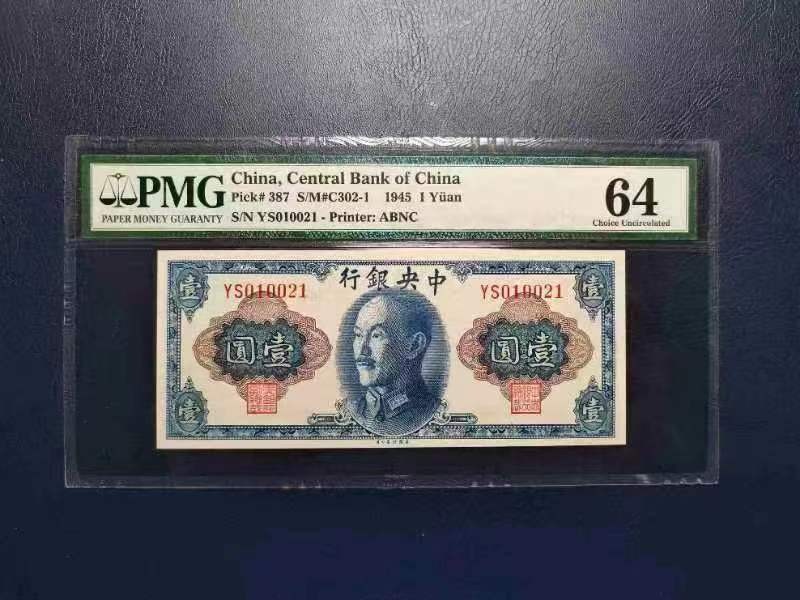 PMG
PAPER MONEY GUARANTY
China, Central Bank of China
Pick# 387 S/M#C302-1 1945 1 Yüan
S/N YS010021 - Printer: ABNC
64
Choice Uncirculated
行銀央中
YS010021
YS010021
壹
壹
圓壹
圓壹
壹
壹